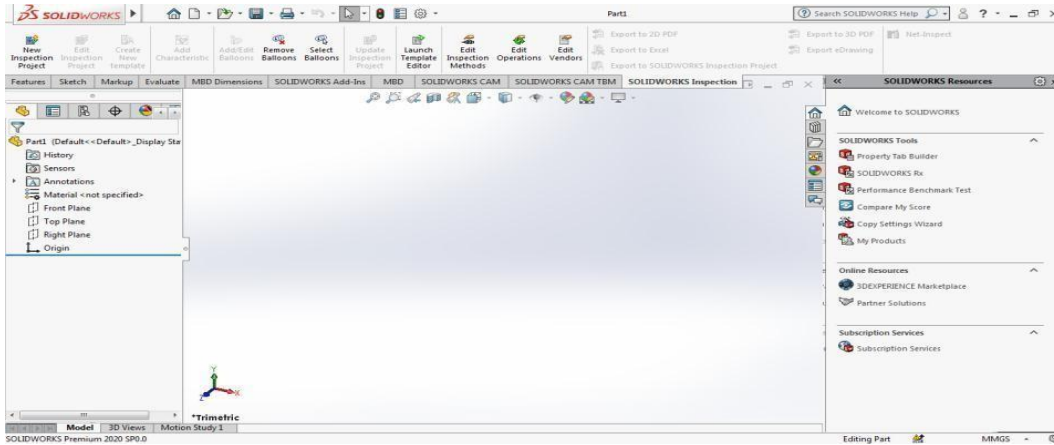 SOLIDWORKS
Part1
Search SOLIDWORKS Help
New Inspection Project
Edit Inspection Project
Create New Template
Add Characteristic
Add/Edit Balloons
Remove Balloons
Select Balloons
Update Inspection Project
Launch Template Editor
Edit Inspection Methods
Edit Operations
Edit Vendors
Export to 2D PDF
Export to Excel
Export to SOLIDWORKS Inspection Project
Export to 3D PDF
Export eDrawing
Net-Inspect
Features Sketch Markup Evaluate MBD Dimensions SOLIDWORKS Add-Ins MBD SOLIDWORKS CAM SOLIDWORKS CAM TBM SOLIDWORKS Inspection
Part1 (Default<<Default>_Display Sta
History
Sensors
Annotations
Material <not specified>
Front Plane
Top Plane
Right Plane
Origin
Y
X
Z
*Trimetric
SOLIDWORKS Resources
Welcome to SOLIDWORKS
SOLIDWORKS Tools
Property Tab Builder
SOLIDWORKS Rx
Performance Benchmark Test
Compare My Score
Copy Settings Wizard
My Products
Online Resources
3DEXPERIENCE Marketplace
Partner Solutions
Subscription Services
Subscription Services
Model 3D Views Motion Study 1
SOLIDWORKS Premium 2020 SP0.0
Editing Part
MMGS